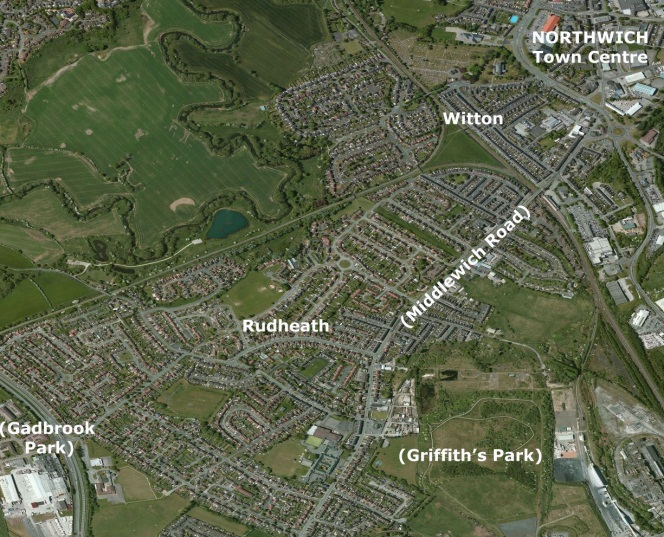 NORTHWICH
Town Centre
Witton
(Middlewich Road)
Rudheath
(Gadbrook
Park)
(Griffith's Park)